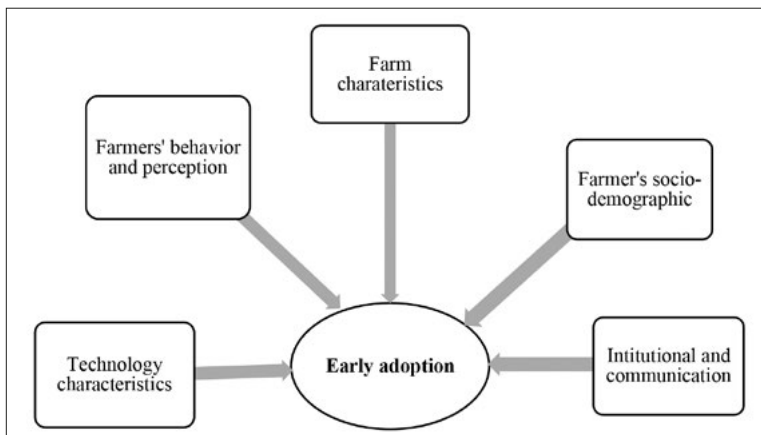 Farm
charateristics
Farmers' behavior
and perception
Farmer's socio-
demographic
Technology
characteristics
Early adoption
Intitutional and
communication